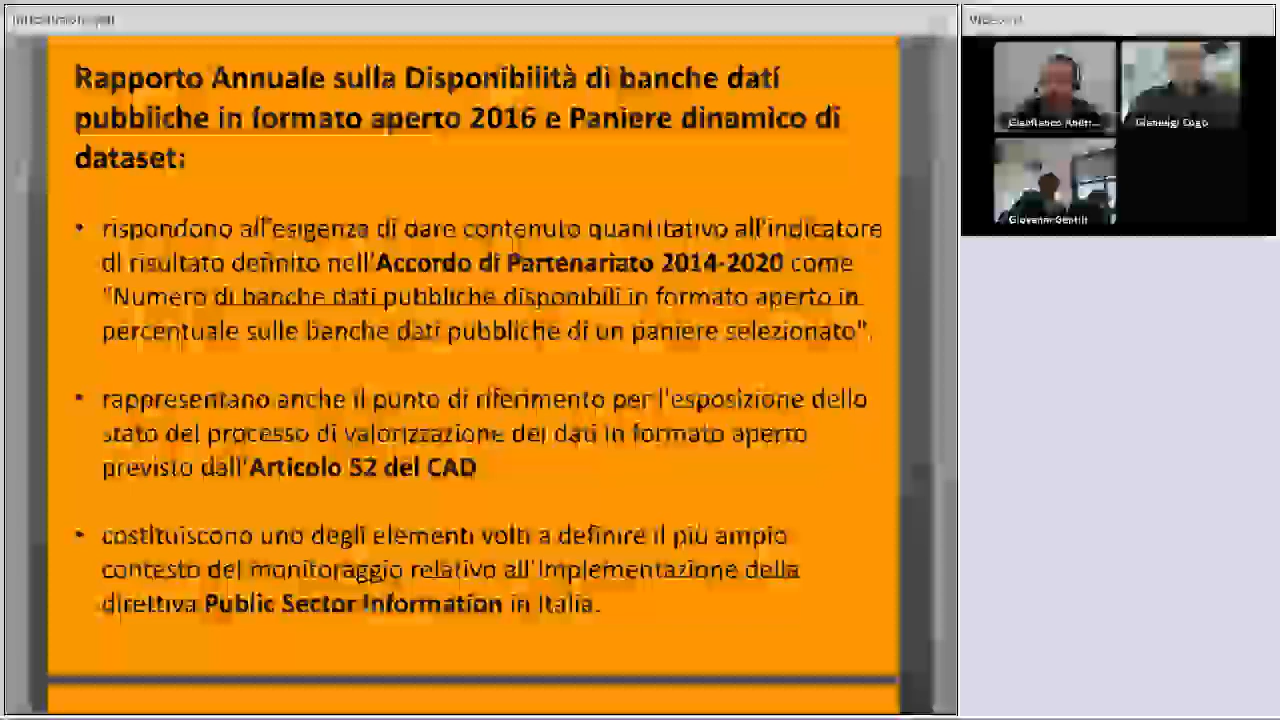 Rapporto Annuale sulla Disponibilità di banche dati
pubbliche in formato aperto 2016 e Paniere dinamico di
dataset:
• rispondono all'esigenza di dare contenuto quantitativo all'indicatore
di risultato definito nell'Accordo di Partenariato 2014-2020 come
"Numero di banche dati pubbliche disponibili in formato aperto in
percentuale sulle banche dati pubbliche di un paniere selezionato".
• rappresentano anche il punto di riferimento per l'esposizione dello
stato del processo di valorizzazione dei dati in formato aperto
previsto dall'Articolo 52 del CAD
• costituiscono uno degli elementi volti a definire il più ampio
contesto del monitoraggio relativo all'implementazione della
direttiva Public Sector Information in Italia.
Gianfranco
Gianluigi Cogo
Giovanni Gentili